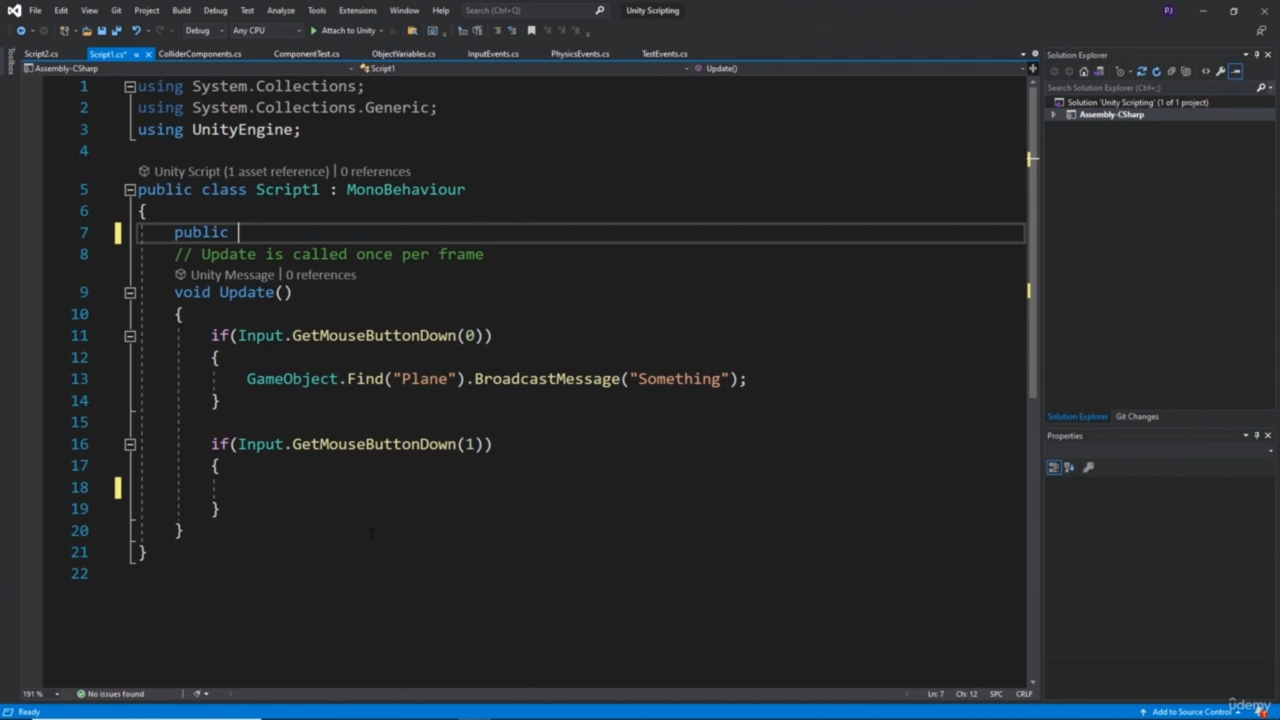 File Edit View Git Project Build Debug Test Analyze Tools Extensions Window Help Search (Ctrl+Q) Unity Scripting PJ
Debug Any CPU Attach to Unity
Script2.cs Script1.cs* ColliderComponents.cs ComponentTest.cs ObjectVariables.cs InputEvents.cs PhysicsEvents.cs TestEvents.cs
Assembly-CSharp Script1 Update()
Toolbox
1 using System.Collections;
2 using System.Collections.Generic;
3 using UnityEngine;
4
Unity Script (1 asset reference) | 0 references
5 public class Script1 : MonoBehaviour
6 {
7 public
8 // Update is called once per frame
Unity Message | 0 references
9 void Update()
10 {
11 if(Input.GetMouseButtonDown(0))
12 {
13 GameObject.Find("Plane").BroadcastMessage("Something");
14 }
15
16 if(Input.GetMouseButtonDown(1))
17 {
18
19 }
20 }
21 }
22
191 % No issues found Ln: 7 Ch: 12 SPC CRLF
Solution Explorer
Search Solution Explorer (Ctrl+;)
Solution 'Unity Scripting' (1 of 1 project)
Assembly-CSharp
Solution Explorer Git Changes
Properties
Ready Add to Source Control
udemy